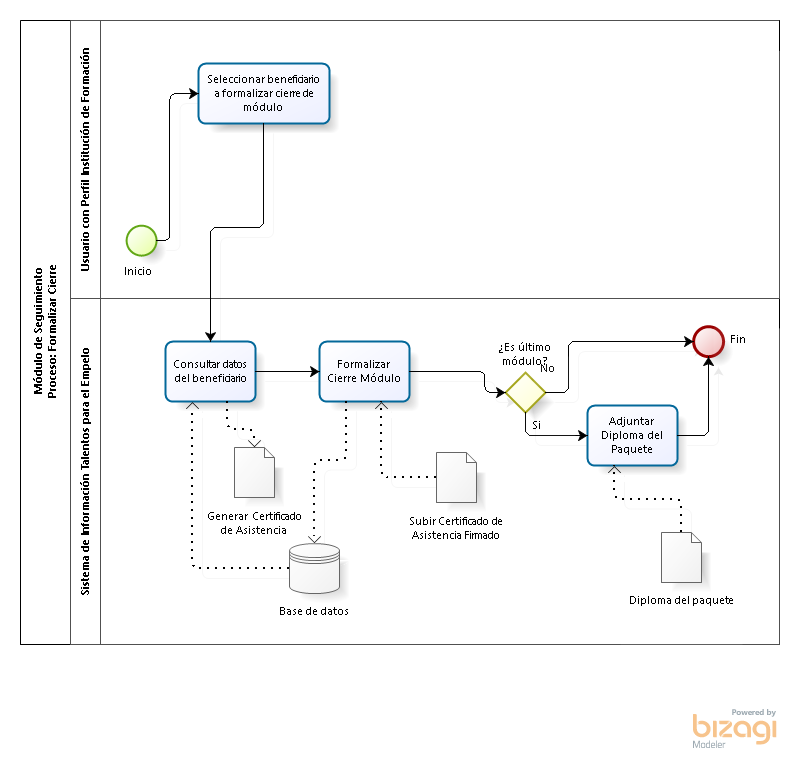 Módulo de Seguimiento
Proceso: Formalizar Cierre
Usuario con Perfil Institución de Formación
Seleccionar beneficiario
a formalizar cierre de
módulo
Inicio
Sistema de Información Talentos para el Empelo
Consultar datos
del beneficiario
Formalizar
Cierre Módulo
¿Es último
módulo?
No
Fin
Si
Adjuntar
Diploma del
Paquete
Generar Certificado
de Asistencia
Subir Certificado de
Asistencia Firmado
Base de datos
Diploma del paquete
Powered by
bizagi
Modeler